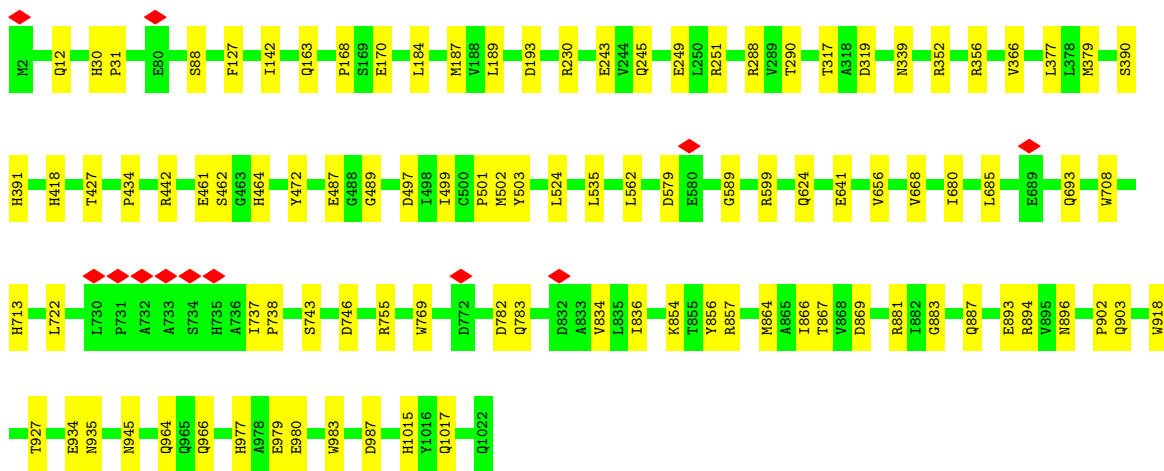 M2 Q12 H30 P31 E80 S88 F127 I142 Q163 P168 S169 E170 L184 M187 V188 L189 D193 R230 E243 V244 Q245 E249 L250 R251 R288 V289 T290 T317 A318 D319 N339 R352 R356 V366 L377 L378 M379 S390
H391 H418 T427 P434 R442 E461 S462 G463 H464 Y472 E487 G488 G489 D497 I498 I499 C500 P501 M502 Y503 L524 L535 L562 D579 E580 G589 R599 Q624 E641 V656 V668 I680 L685 E689 Q693 W708
H713 L722 L730 P731 A732 A733 S734 H735 A736 I737 P738 S743 D746 R755 W769 D772 D782 Q783 D832 A833 V834 L835 I836 K854 T855 Y856 R857 M864 A865 I866 T867 V868 D869 R881 I882 G883 Q887 E893 R894 V895 N896 P902 Q903 W918
T927 E934 N935 N945 Q964 Q965 Q966 H977 A978 E979 E980 W983 D987 H1015 Y1016 Q1017 Q1022